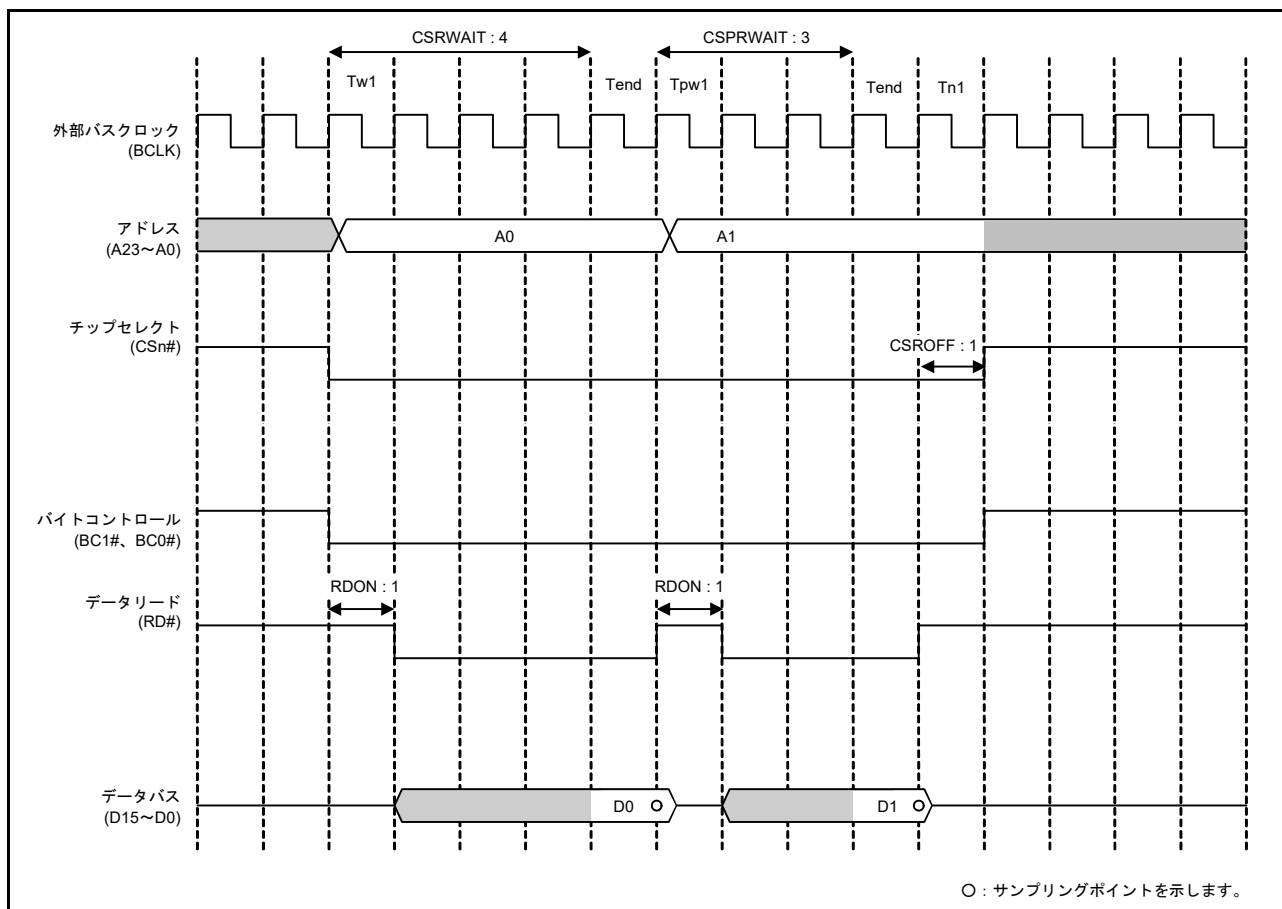 CSRWAIT : 4
CSPRWAIT : 3
Tw1
Tend
Tpw1
Tend
Tn1
外部バスクロック
(BCLK)
アドレス
(A23～A0)
A0
A1
チップセレクト
(CSn#)
CSROFF : 1
バイトコントロール
(BC1#、BC0#)
RDON : 1
RDON : 1
データリード
(RD#)
データバス
(D15～D0)
D0
D1
○ : サンプリングポイントを示します。